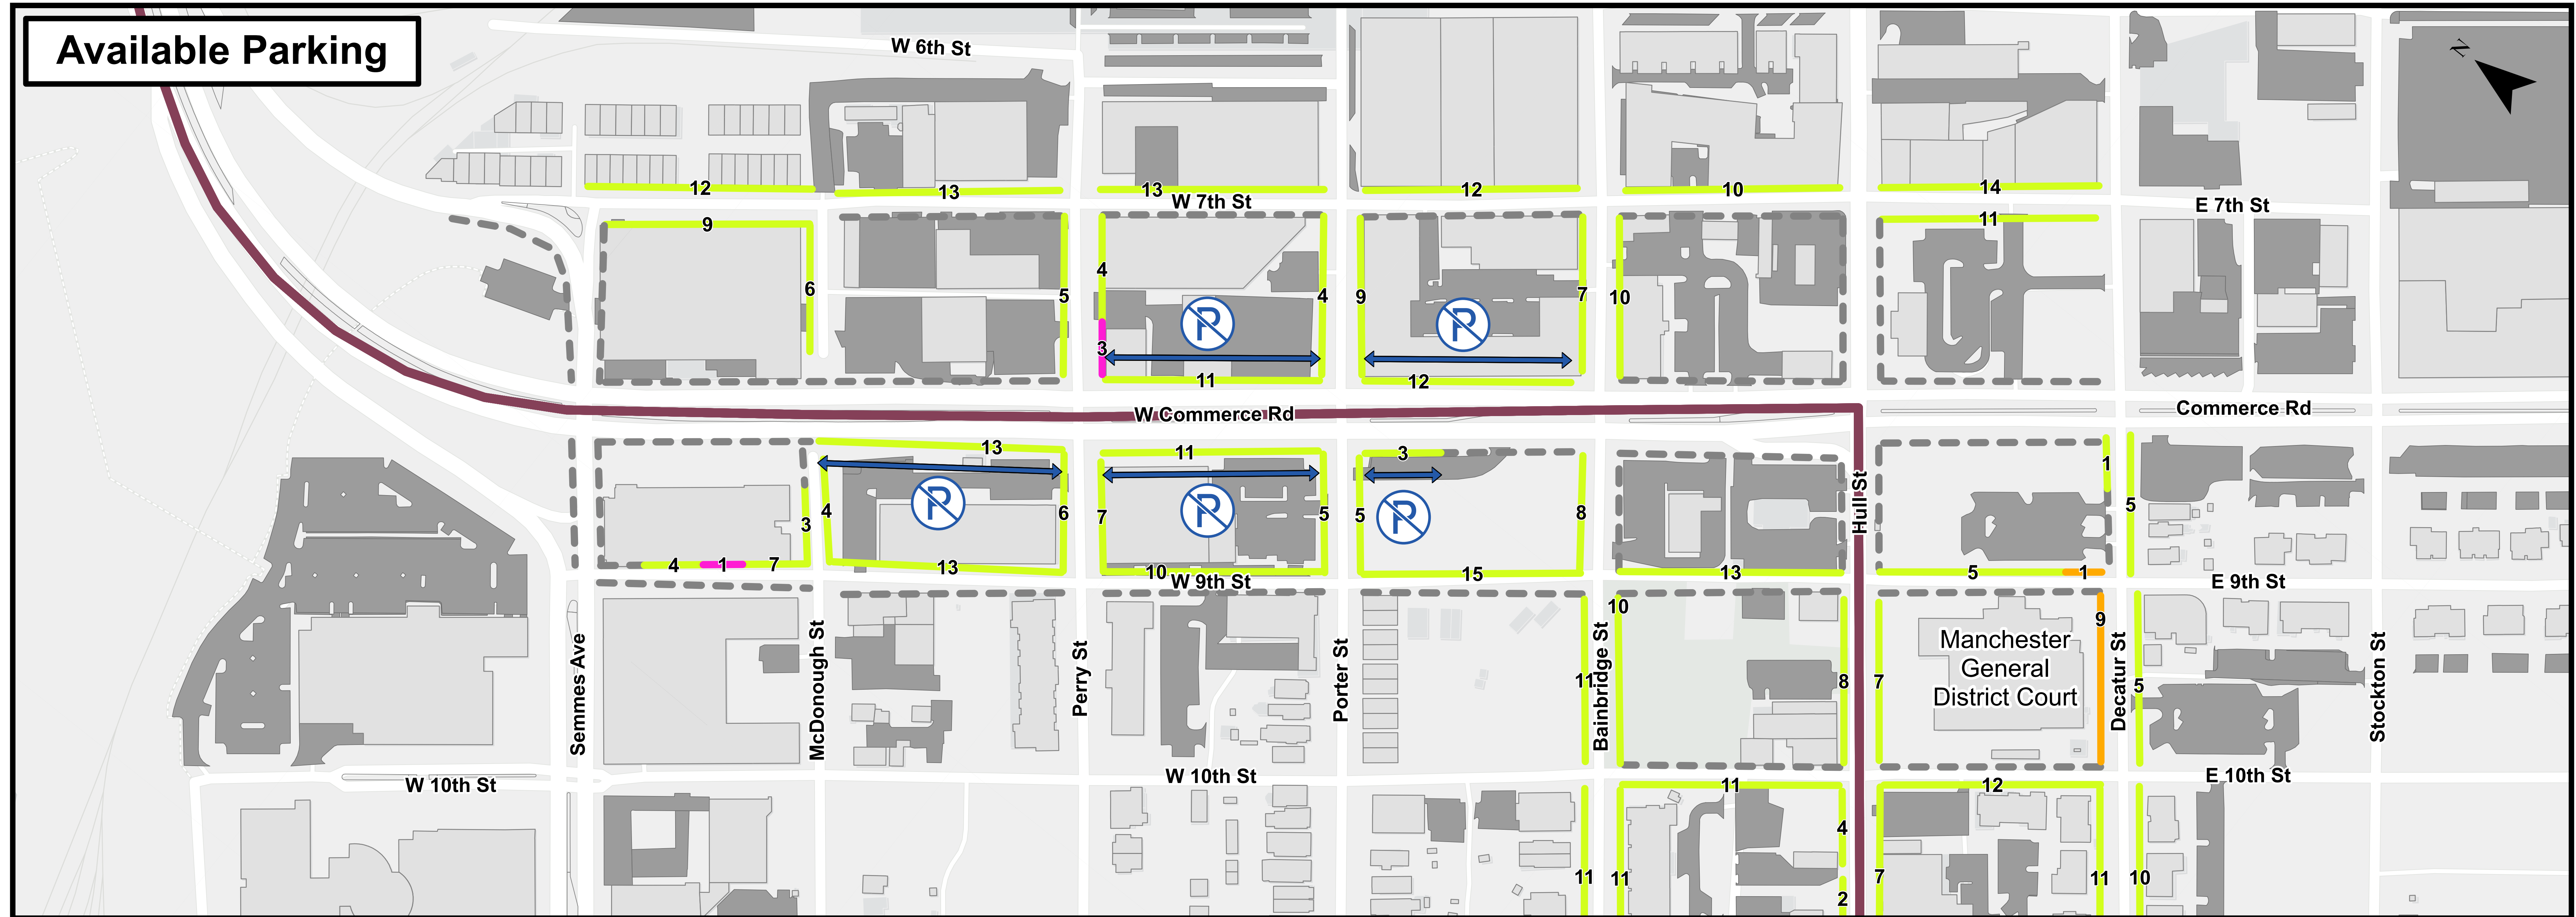 Available Parking
W 6th St
N
12
13
13
12
10
14
W 7th St
E 7th St
9
11
6
5
4
4
9
7
10
P
P
3
11
12
W Commerce Rd
Commerce Rd
13
11
3
1
3
4
P
6
7
P
5
5
P
8
Hull St
5
4
1
7
13
10
15
13
5
1
W 9th St
E 9th St
10
9
Semmes Ave
McDonough St
Perry St
Porter St
11
Bainbridge St
8
7
Manchester
General
District Court
Decatur St
5
Stockton St
W 10th St
W 10th St
E 10th St
11
12
4
11
11
2
7
11
10